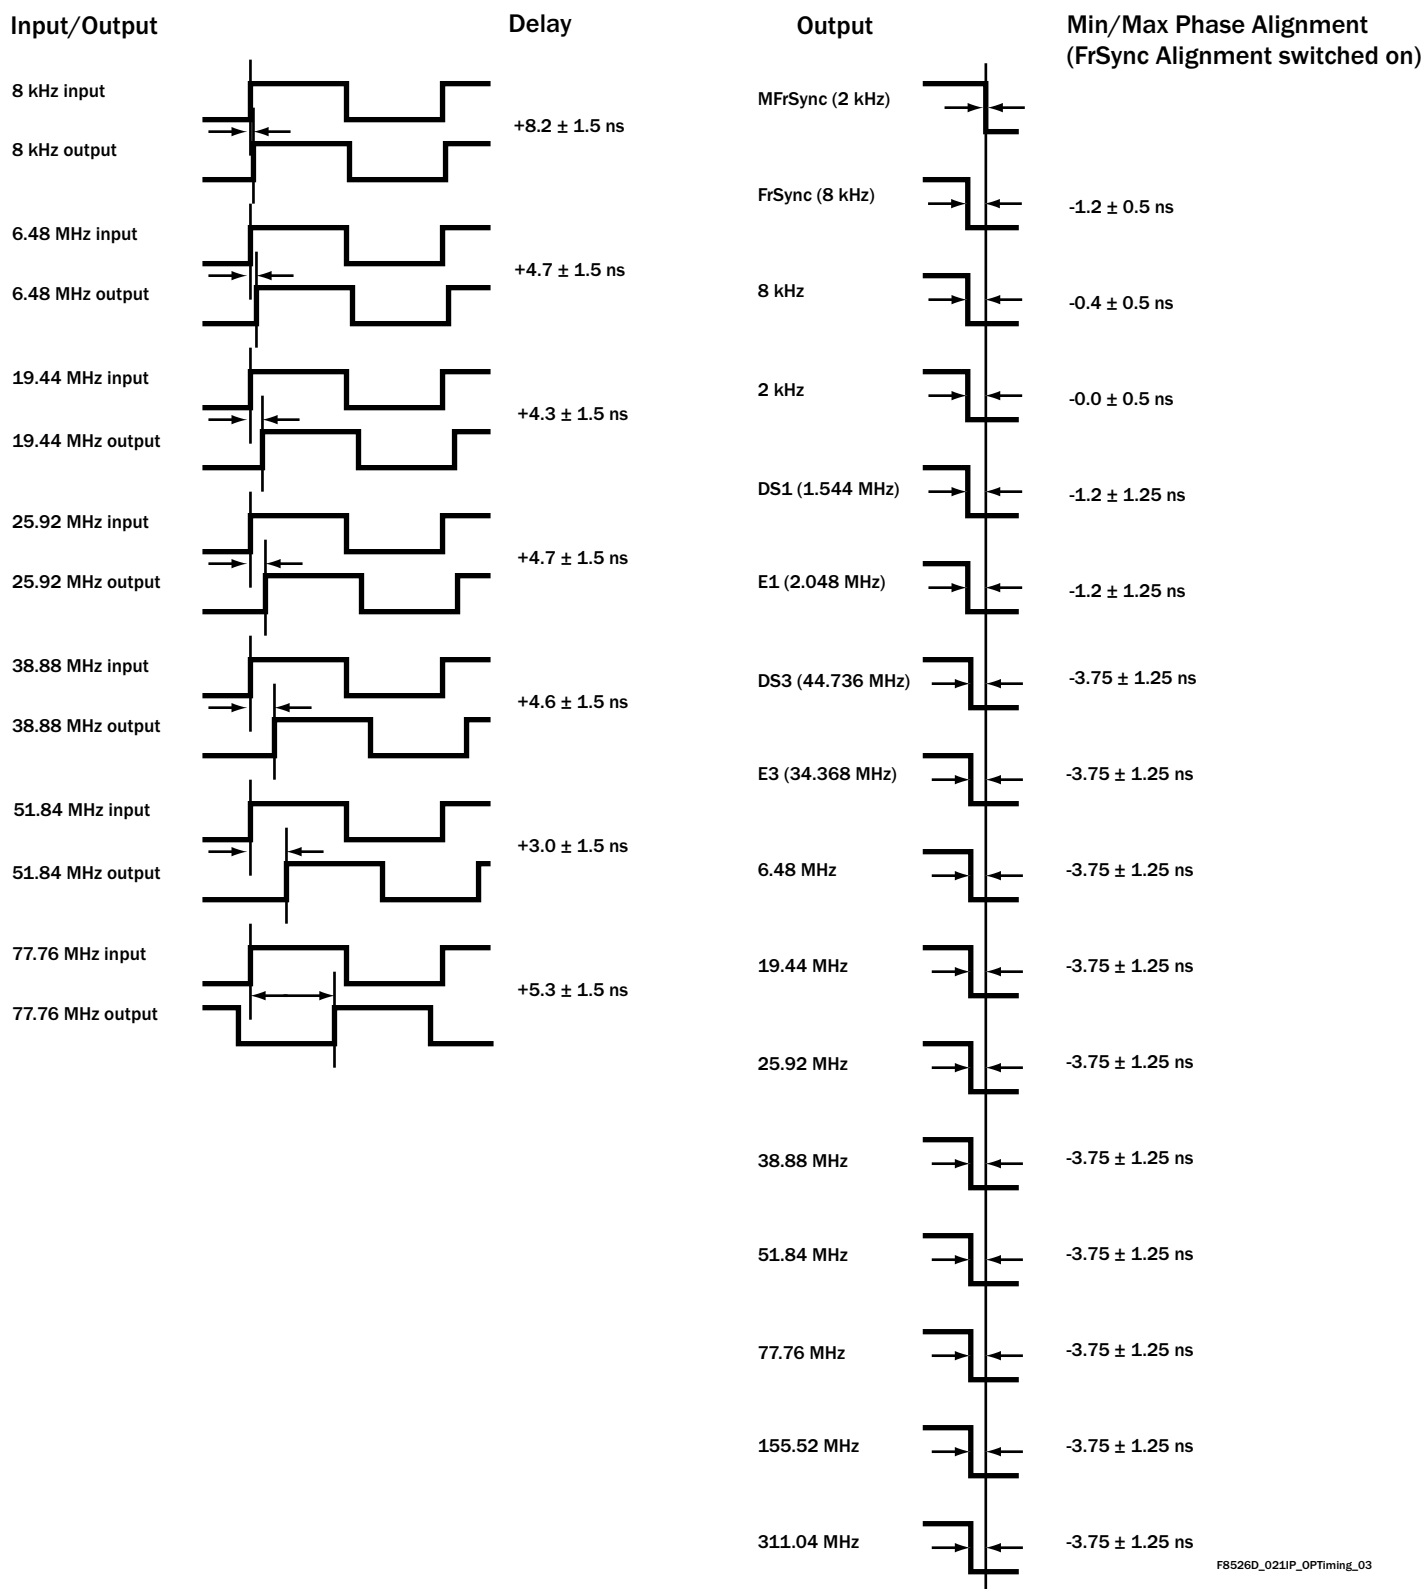 Input/Output
Delay
8 kHz input
8 kHz output
+8.2 ± 1.5 ns
6.48 MHz input
6.48 MHz output
+4.7 ± 1.5 ns
19.44 MHz input
19.44 MHz output
+4.3 ± 1.5 ns
25.92 MHz input
25.92 MHz output
+4.7 ± 1.5 ns
38.88 MHz input
38.88 MHz output
+4.6 ± 1.5 ns
51.84 MHz input
51.84 MHz output
+3.0 ± 1.5 ns
77.76 MHz input
77.76 MHz output
+5.3 ± 1.5 ns
Output
Min/Max Phase Alignment
(FrSync Alignment switched on)
MFrSync (2 kHz)
FrSync (8 kHz)
-1.2 ± 0.5 ns
8 kHz
-0.4 ± 0.5 ns
2 kHz
-0.0 ± 0.5 ns
DS1 (1.544 MHz)
-1.2 ± 1.25 ns
E1 (2.048 MHz)
-1.2 ± 1.25 ns
DS3 (44.736 MHz)
-3.75 ± 1.25 ns
E3 (34.368 MHz)
-3.75 ± 1.25 ns
6.48 MHz
-3.75 ± 1.25 ns
19.44 MHz
-3.75 ± 1.25 ns
25.92 MHz
-3.75 ± 1.25 ns
38.88 MHz
-3.75 ± 1.25 ns
51.84 MHz
-3.75 ± 1.25 ns
77.76 MHz
-3.75 ± 1.25 ns
155.52 MHz
-3.75 ± 1.25 ns
311.04 MHz
-3.75 ± 1.25 ns
F8526D_021IP_OPTiming_03